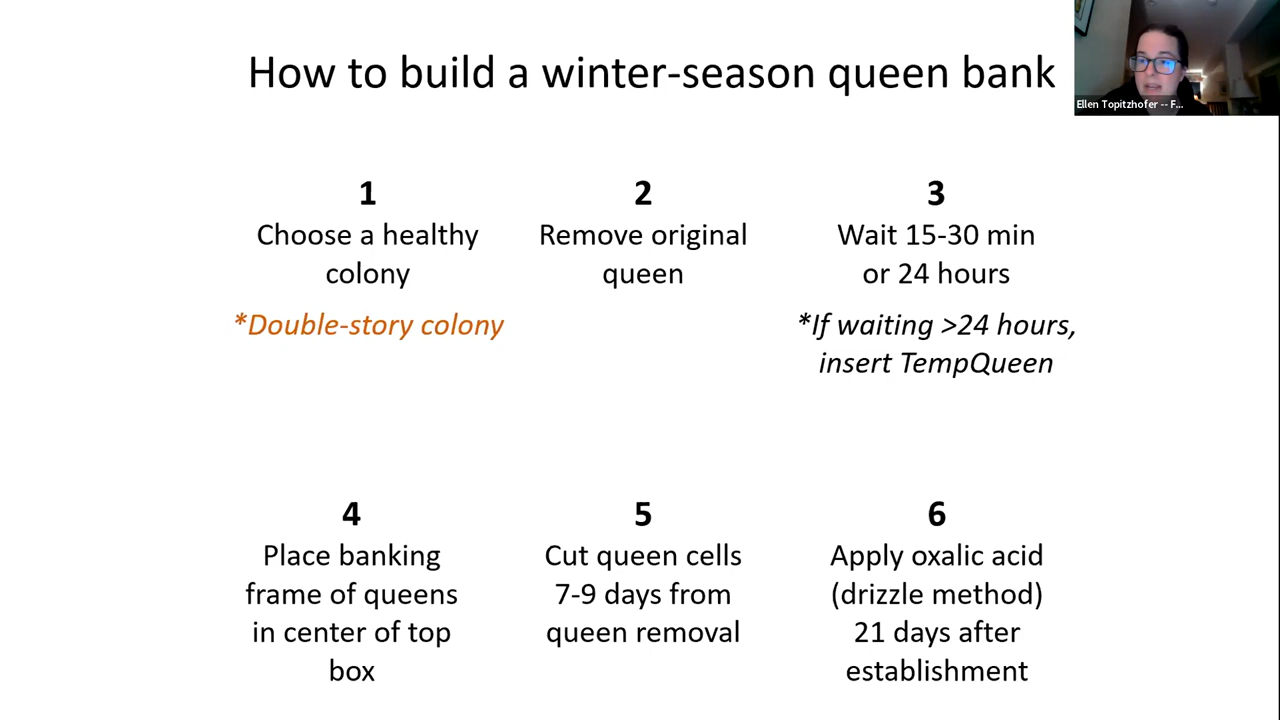 How to build a winter-season queen bank
Ellen Topitzhofer -- F...
1
Choose a healthy
colony
*Double-story colony
2
Remove original
queen
3
Wait 15-30 min
or 24 hours
*If waiting >24 hours,
insert TempQueen
4
Place banking
frame of queens
in center of top
box
5
Cut queen cells
7-9 days from
queen removal
6
Apply oxalic acid
(drizzle method)
21 days after
establishment